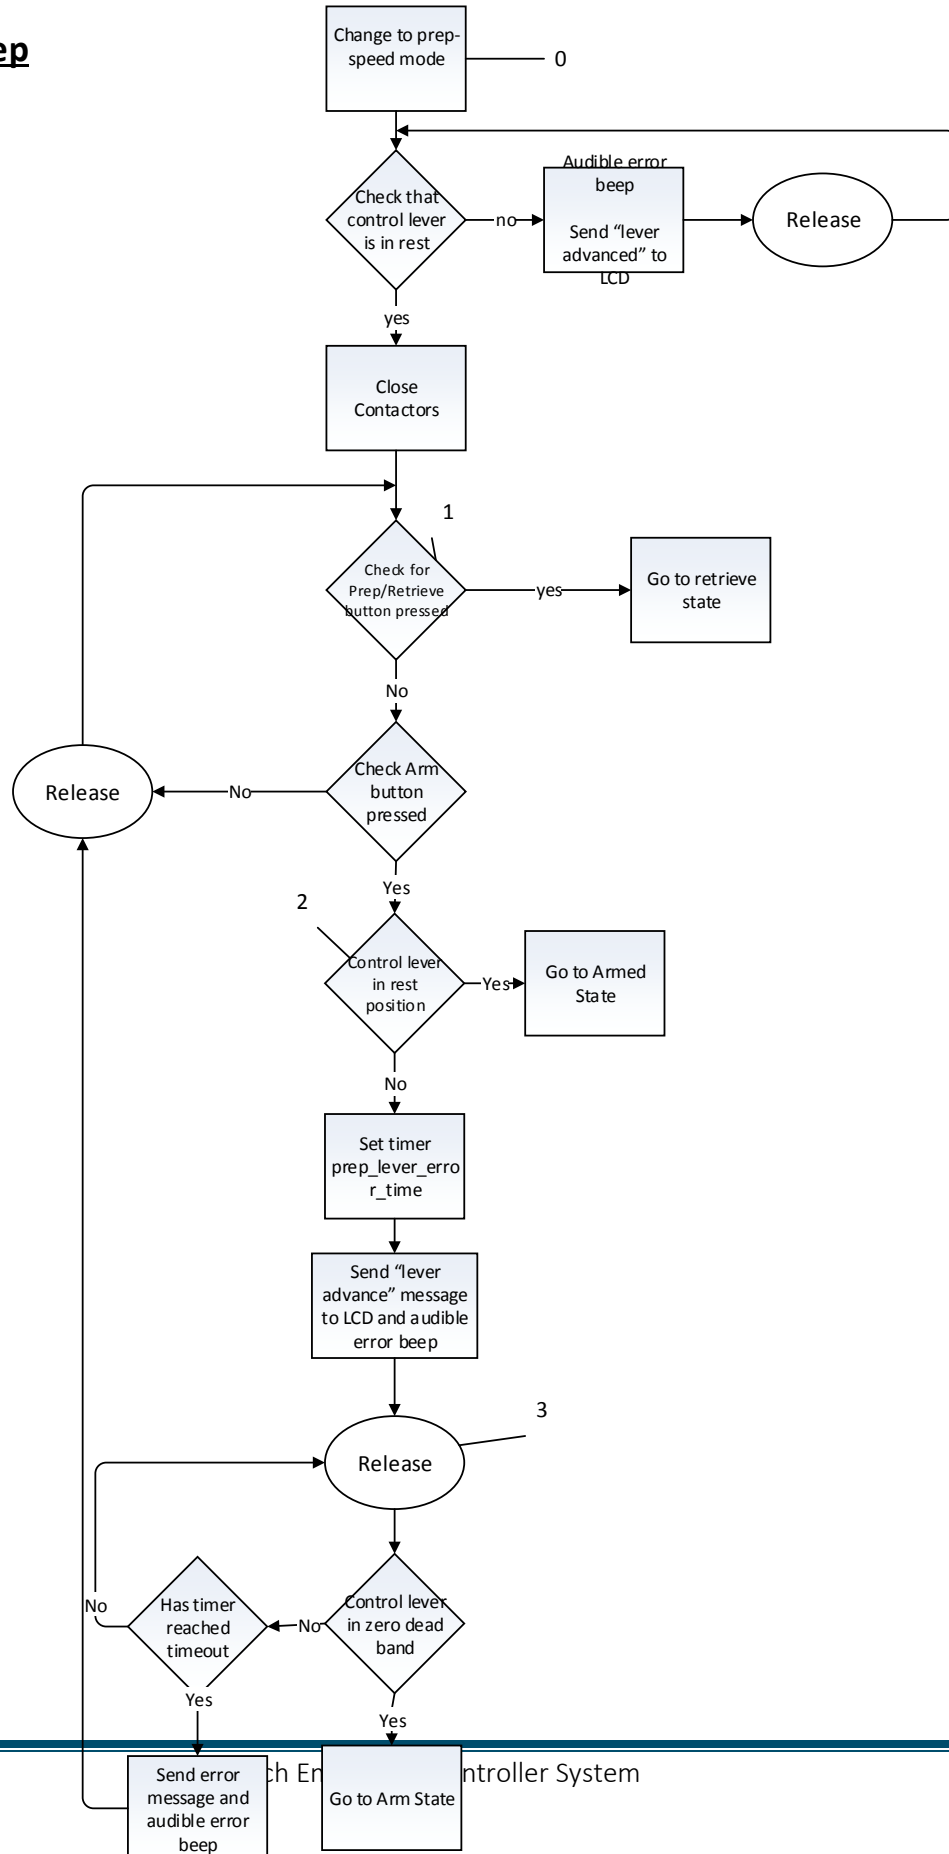 ep
Change to prep-
speed mode
0
Check that
control lever
is in rest
no
Audible error
beep
Send “lever
advanced” to
LCD
Release
yes
Close
Contactors
1
Check for
Prep/Retrieve
button pressed
yes
Go to retrieve
state
No
Check Arm
button
pressed
No
Release
Yes
2
Control lever
in rest
position
Yes
Go to Armed
State
No
Set timer
prep_lever_erro
r_time
Send “lever
advance” message
to LCD and audible
error beep
3
Release
Control lever
in zero dead
band
No
Has timer
reached
timeout
No
Yes
Yes
Send error
message and
audible error
beep
Go to Arm State
ch En ntroller System